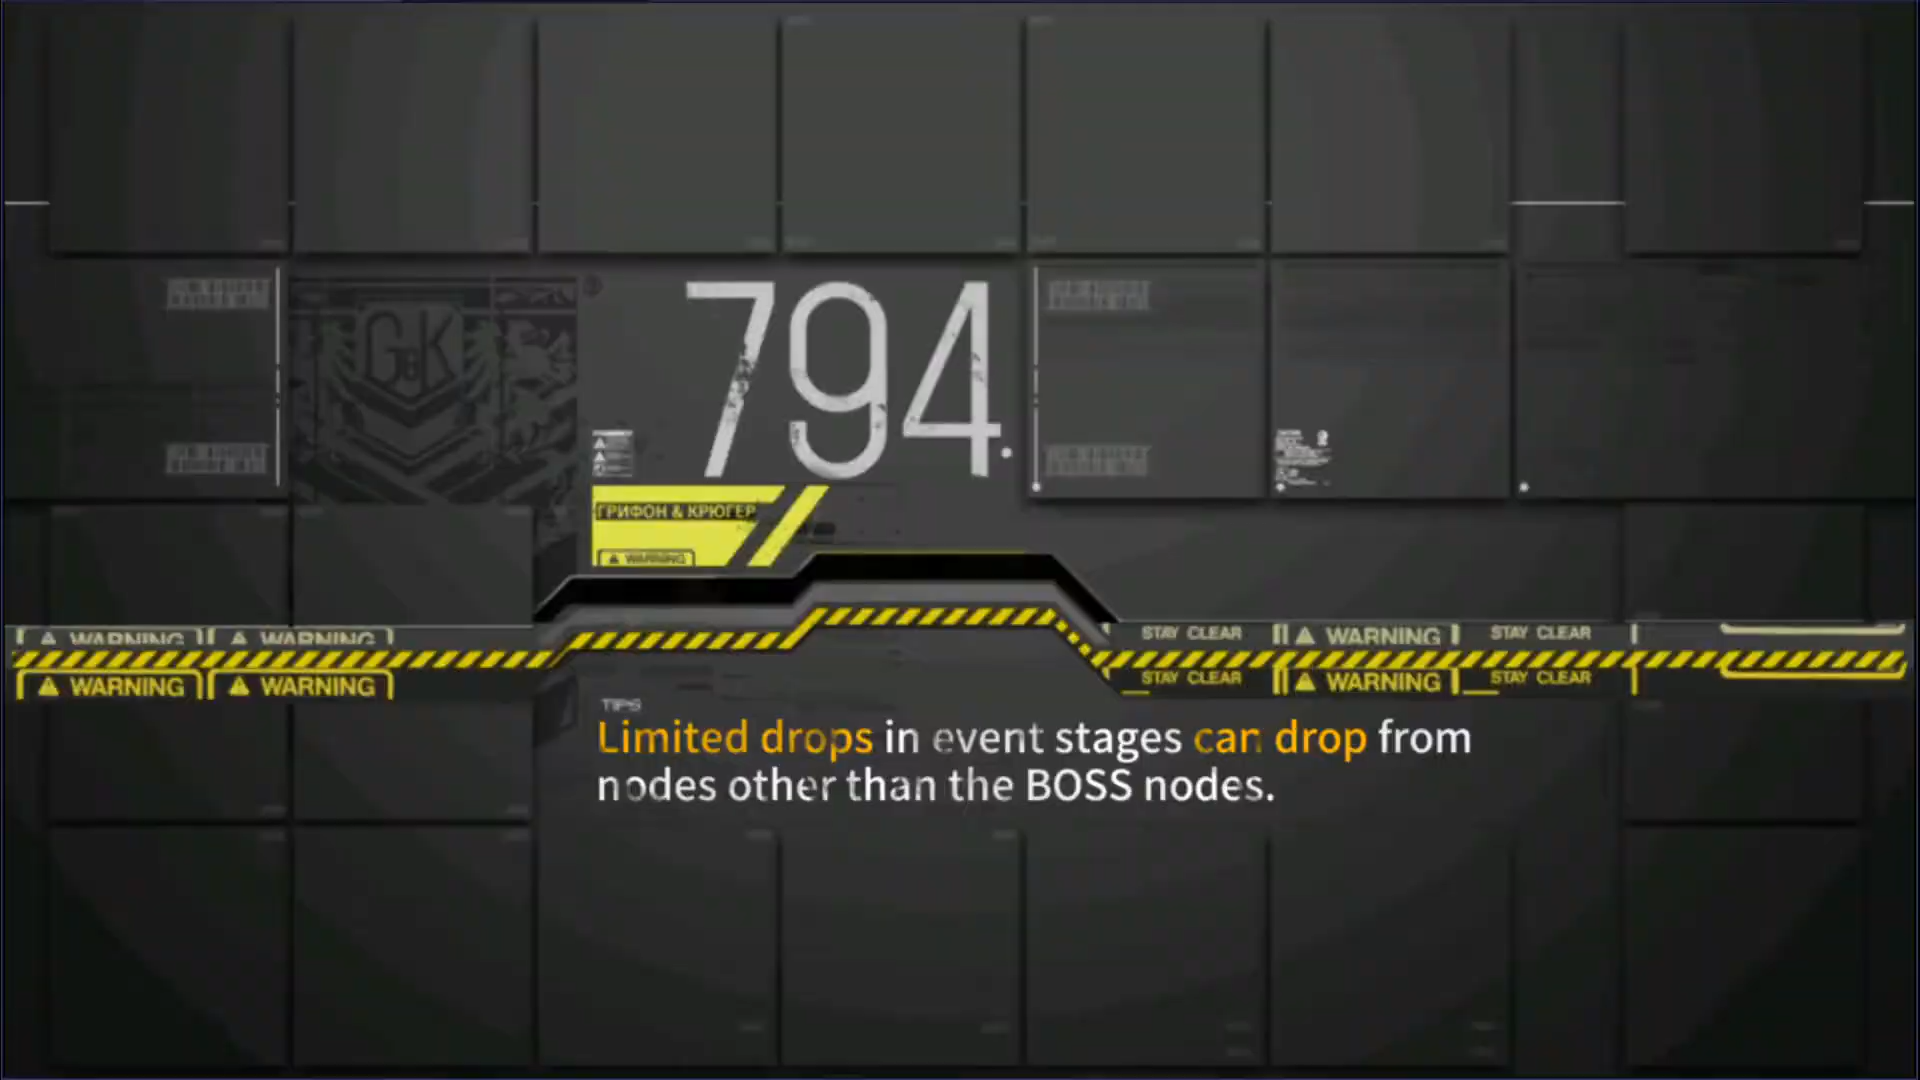 G&K
794.
ГРИФОН & КРЮГЕР
WARNING
WARNING WARNING
STAY CLEAR WARNING STAY CLEAR
WARNING WARNING
STAY CLEAR WARNING STAY CLEAR
TIPS
Limited drops in event stages can drop from
nodes other than the BOSS nodes.